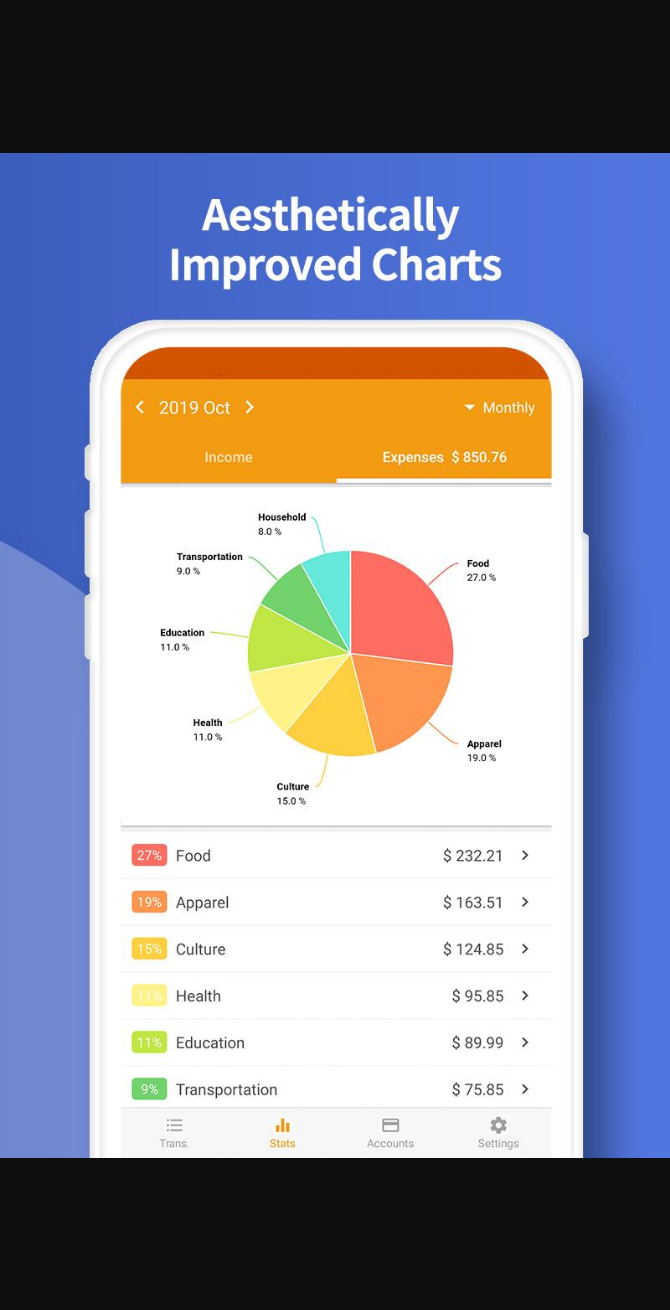 Aesthetically
Improved Charts
2019 Oct
Monthly
Income
Expenses $ 850.76
Household
8.0 %
Transportation
9.0 %
Food
27.0 %
Education
11.0 %
Health
11.0 %
Apparel
19.0 %
Culture
15.0 %
27% Food $ 232.21
19% Apparel $ 163.51
15% Culture $ 124.85
11% Health $ 95.85
11% Education $ 89.99
9% Transportation $ 75.85
Trans. Stats Accounts Settings